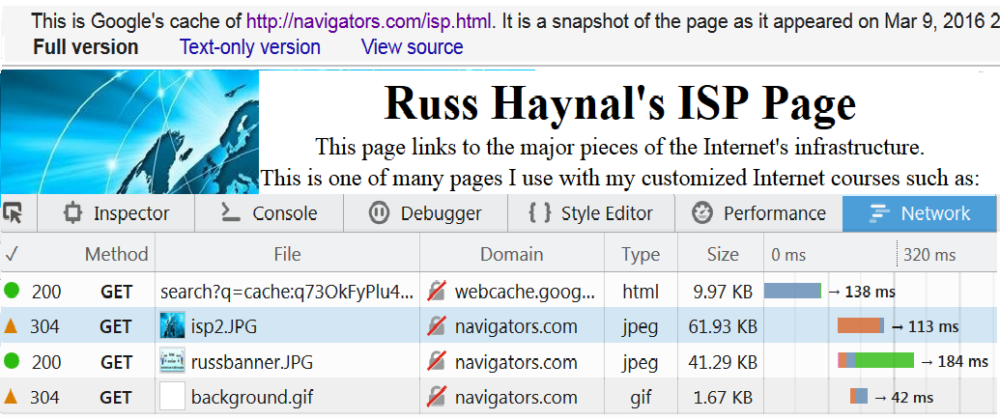 This is Google's cache of http://navigators.com/isp.html. It is a snapshot of the page as it appeared on Mar 9, 2016 2
Full version Text-only version View source
Russ Haynal's ISP Page
This page links to the major pieces of the Internet's infrastructure.
This is one of many pages I use with my customized Internet courses such as:
Inspector Console Debugger Style Editor Performance Network
✓ Method File Domain Type Size 0 ms 320 ms
200 GET search?q=cache:q73OkFyPlu4... webcache.goog... html 9.97 KB → 138 ms
304 GET isp2.JPG navigators.com jpeg 61.93 KB → 113 ms
200 GET russbanner.JPG navigators.com jpeg 41.29 KB → 184 ms
304 GET background.gif navigators.com gif 1.67 KB → 42 ms